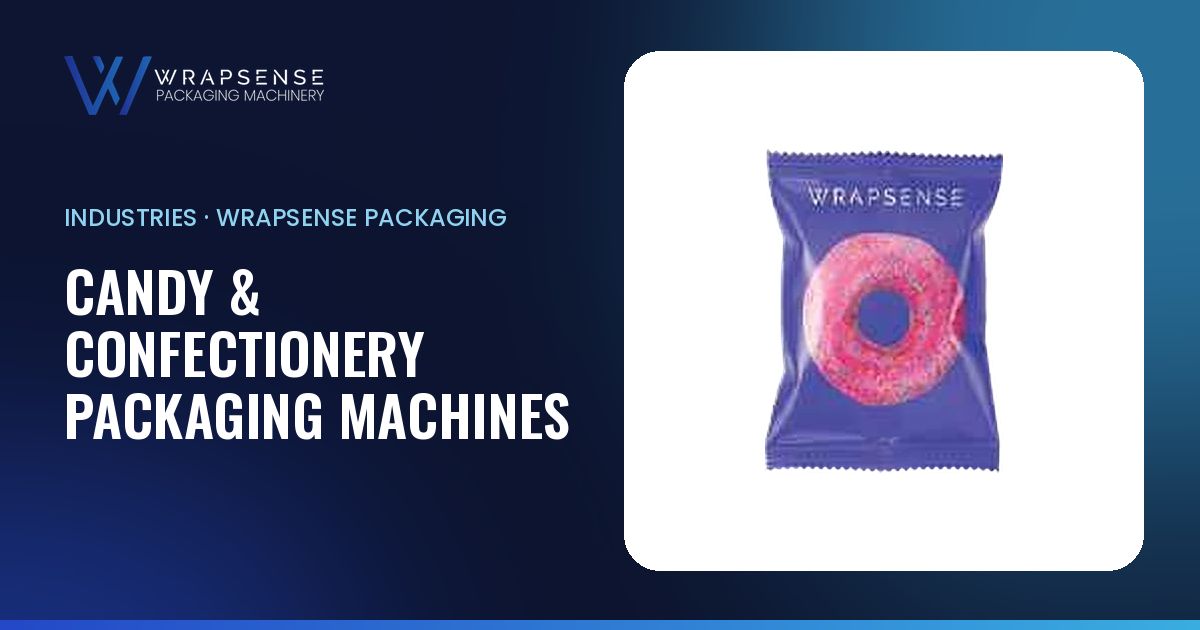 WRAPSENSE
PACKAGING MACHINERY
INDUSTRIES · WRAPSENSE PACKAGING
CANDY &
CONFECTIONERY
PACKAGING MACHINES
WRAPSENSE